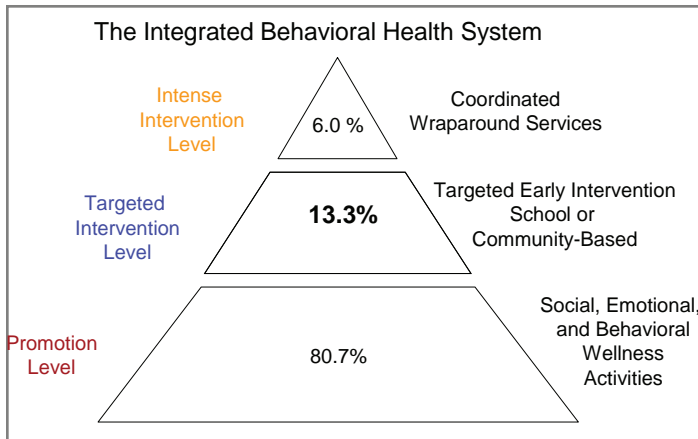 The Integrated Behavioral Health System
Intense
Intervention
Level
6.0 %
Coordinated
Wraparound Services
Targeted
Intervention
Level
13.3%
Targeted Early Intervention
School or
Community-Based
Promotion
Level
80.7%
Social, Emotional,
and Behavioral
Wellness
Activities